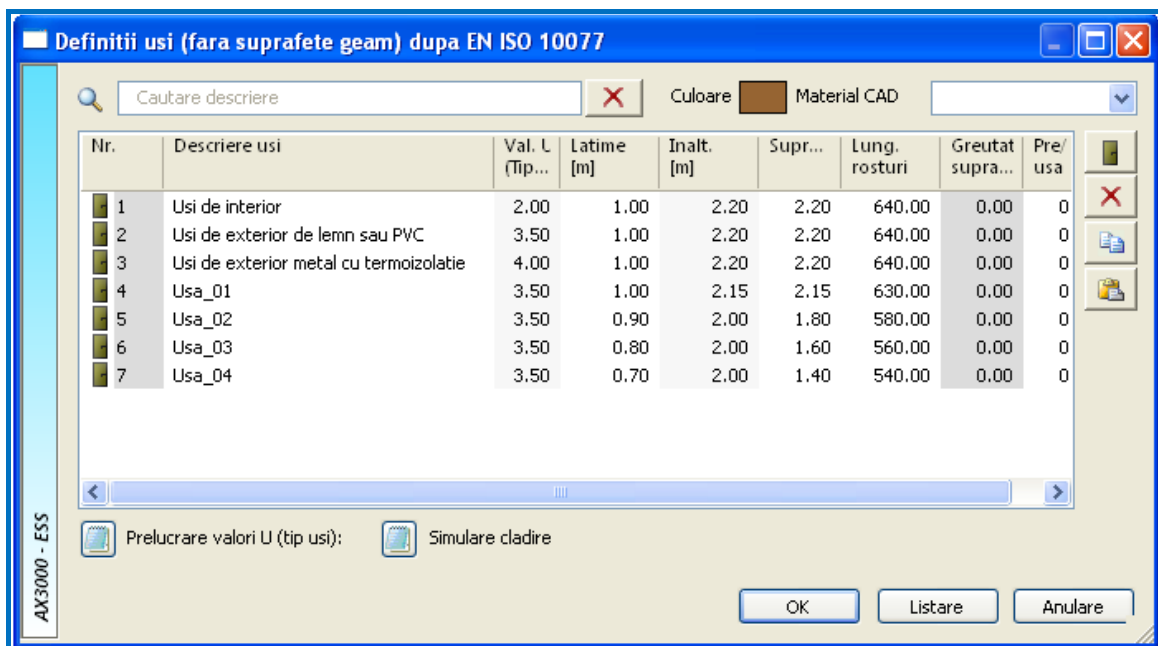 Definitii usi (fara suprafete geam) dupa EN ISO 10077
Cautare descriere
Culoare
Material CAD
Nr. Descriere usi Val. U Latime Inalt. Supr... Lung. Greutat Pre/
(Tip... [m] [m] rosturi supra... usa
1 Usi de interior 2.00 1.00 2.20 2.20 640.00 0.00 0
2 Usi de exterior de lemn sau PVC 3.50 1.00 2.20 2.20 640.00 0.00 0
3 Usi de exterior metal cu termoizolatie 4.00 1.00 2.20 2.20 640.00 0.00 0
4 Usa_01 3.50 1.00 2.15 2.15 630.00 0.00 0
5 Usa_02 3.50 0.90 2.00 1.80 580.00 0.00 0
6 Usa_03 3.50 0.80 2.00 1.60 560.00 0.00 0
7 Usa_04 3.50 0.70 2.00 1.40 540.00 0.00 0
Prelucrare valori U (tip usi):
Simulare cladire
AX3000 - ESS
OK
Listare
Anulare